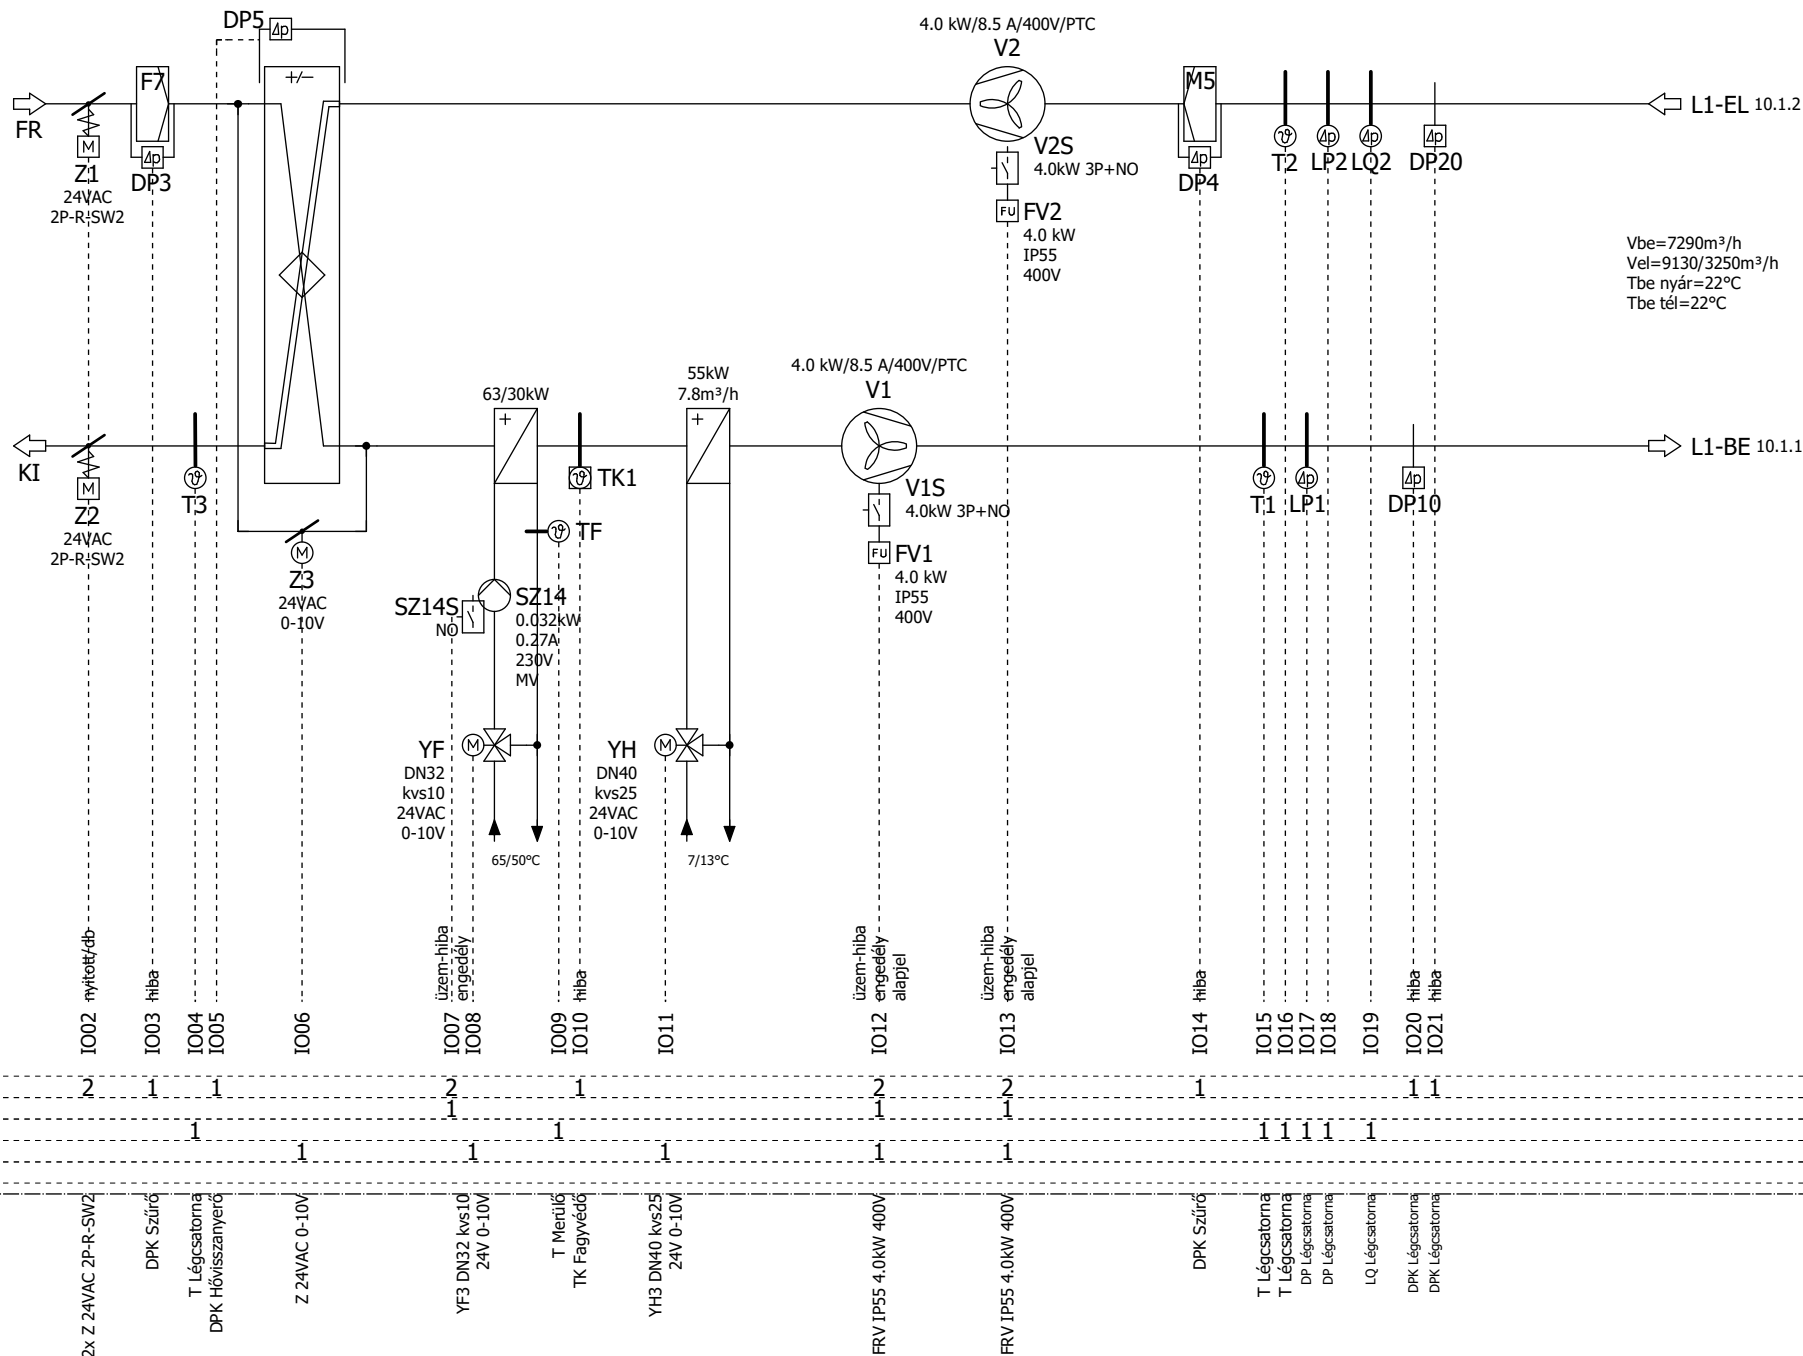 DP5
Δp
4.0 kW/8.5 A/400V/PTC
V2
+/−
F7
M5
FR
L1-EL 10.1.2
M
Z1
24VAC
2P-R-SW2
Δp
DP3
V2S
4.0kW 3P+NO
FU
FV2
4.0 kW
IP55
400V
Δp
DP4
ϑ
T2
Δp
LP2
Δp
LQ2
Δp
DP20
Vbe=7290m³/h
Vel=9130/3250m³/h
Tbe nyár=22°C
Tbe tél=22°C
63/30kW
+
55kW
7.8m³/h
+
4.0 kW/8.5 A/400V/PTC
V1
KI
L1-BE 10.1.1
M
Z2
24VAC
2P-R-SW2
ϑ
T3
ϑ
TK1
V1S
4.0kW 3P+NO
ϑ
T1
Δp
LP1
Δp
DP10
M
Z3
24VAC
0-10V
ϑ
TF
FU
FV1
4.0 kW
IP55
400V
SZ14S
NO
SZ14
0.032kW
0.27A
230V
MV
YF
M
DN32
kvs10
24VAC
0-10V
65/50°C
YH
M
DN40
kvs25
24VAC
0-10V
7/13°C
nyitott/db
hiba
üzem-hiba
engedély
hiba
üzem-hiba
engedély
alapjel
üzem-hiba
engedély
alapjel
hiba
hiba
hiba
IO02
IO03
IO04
IO05
IO06
IO07
IO08
IO09
IO10
IO11
IO12
IO13
IO14
IO15
IO16
IO17
IO18
IO19
IO20
IO21
2 1 1 2 1 2 2 1 1 1
1 1 1
1 1 1 1 1 1 1
1 1 1 1 1
2x Z 24VAC 2P-R-SW2
DPK Szűrő
T Légcsatorna
DPK Hővisszanyerő
Z 24VAC 0-10V
YF3 DN32 kvs10
24V 0-10V
T Merülő
TK Fagyvédő
YH3 DN40 kvs25
24V 0-10V
FRV IP55 4.0kW 400V
FRV IP55 4.0kW 400V
DPK Szűrő
T Légcsatorna
T Légcsatorna
DP Légcsatorna
DP Légcsatorna
LQ Légcsatorna
DPK Légcsatorna
DPK Légcsatorna